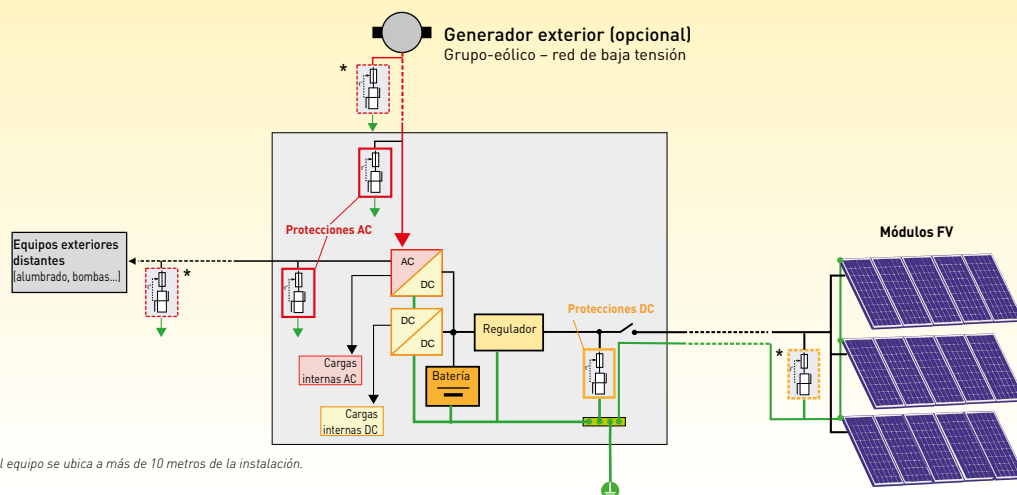 Generador exterior (opcional)
Grupo-eólico – red de baja tensión
*
Protecciones AC
Equipos exteriores
distantes
(alumbrado, bombas...)
*
AC
DC
DC
DC
Regulador
Batería
Cargas
internas AC
Cargas
internas DC
Protecciones DC
Módulos FV
*
l equipo se ubica a más de 10 metros de la instalación.